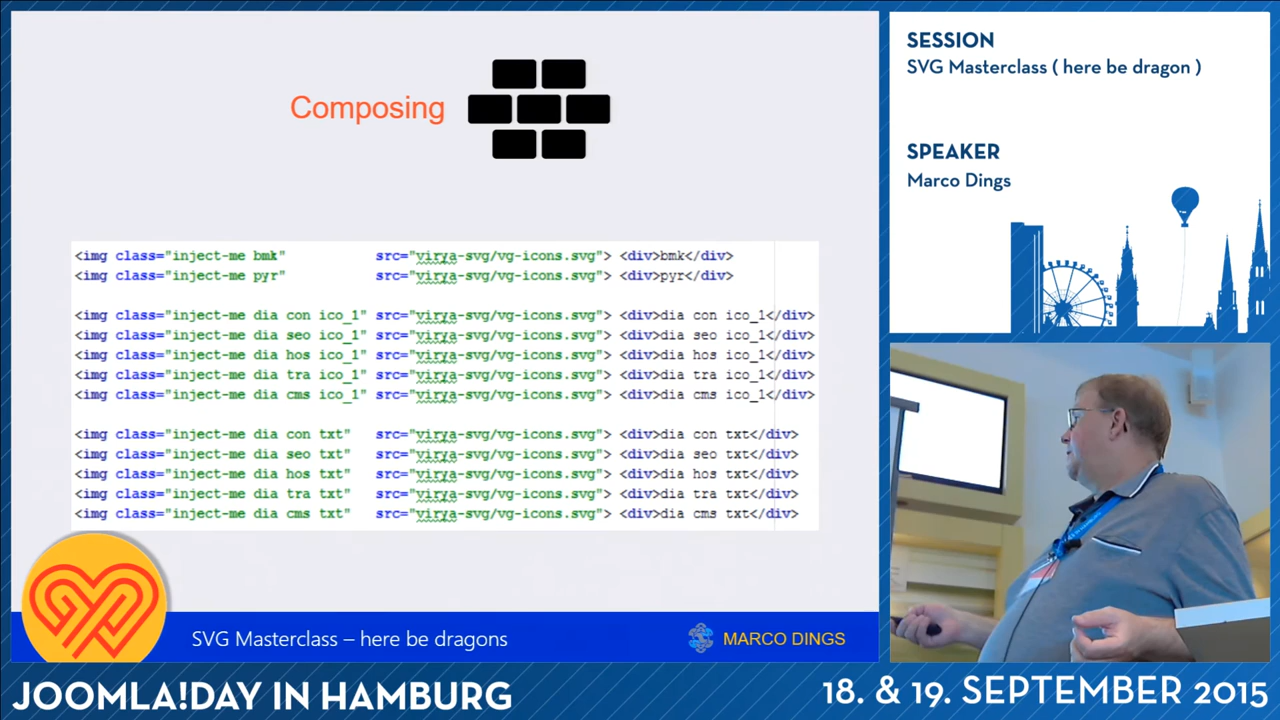 Composing
<img class="inject-me bmk" src="virya-svg/vg-icons.svg"> <div>bmk</div>
<img class="inject-me pyr" src="virya-svg/vg-icons.svg"> <div>pyr</div>
<img class="inject-me dia con ico_1" src="virya-svg/vg-icons.svg"> <div>dia con ico_1</div>
<img class="inject-me dia seo ico_1" src="virya-svg/vg-icons.svg"> <div>dia seo ico_1</div>
<img class="inject-me dia hos ico_1" src="virya-svg/vg-icons.svg"> <div>dia hos ico_1</div>
<img class="inject-me dia tra ico_1" src="virya-svg/vg-icons.svg"> <div>dia tra ico_1</div>
<img class="inject-me dia cms ico_1" src="virya-svg/vg-icons.svg"> <div>dia cms ico_1</div>
<img class="inject-me dia con txt" src="virya-svg/vg-icons.svg"> <div>dia con txt</div>
<img class="inject-me dia seo txt" src="virya-svg/vg-icons.svg"> <div>dia seo txt</div>
<img class="inject-me dia hos txt" src="virya-svg/vg-icons.svg"> <div>dia hos txt</div>
<img class="inject-me dia tra txt" src="virya-svg/vg-icons.svg"> <div>dia tra txt</div>
<img class="inject-me dia cms txt" src="virya-svg/vg-icons.svg"> <div>dia cms txt</div>
SVG Masterclass – here be dragons
MARCO DINGS
SESSION
SVG Masterclass ( here be dragon )
SPEAKER
Marco Dings
JOOMLA!DAY IN HAMBURG
18. & 19. SEPTEMBER 2015